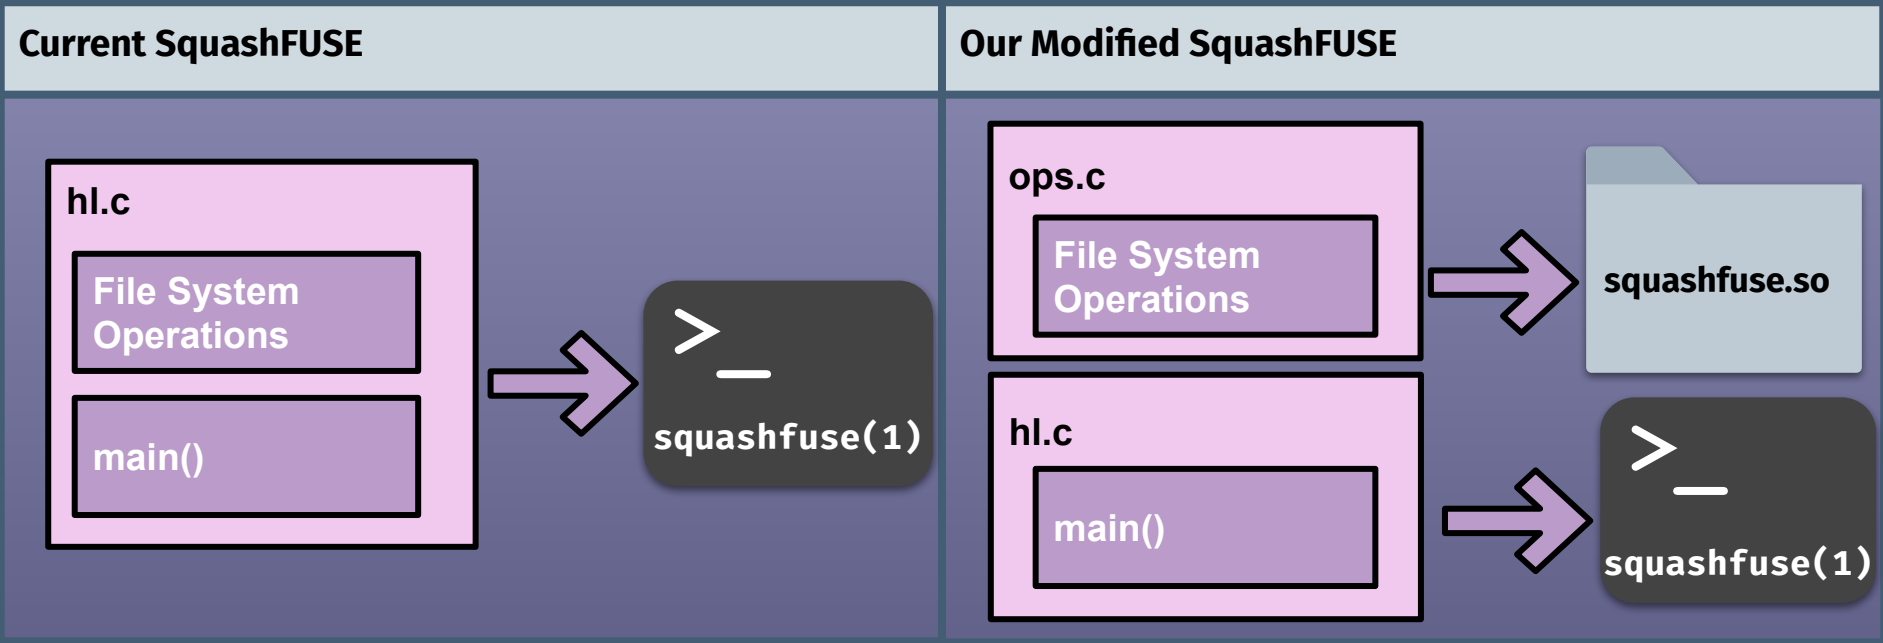 Current SquashFUSE
hl.c
File System
Operations
main()
>_
squashfuse(1)
Our Modified SquashFUSE
ops.c
File System
Operations
squashfuse.so
hl.c
main()
>_
squashfuse(1)